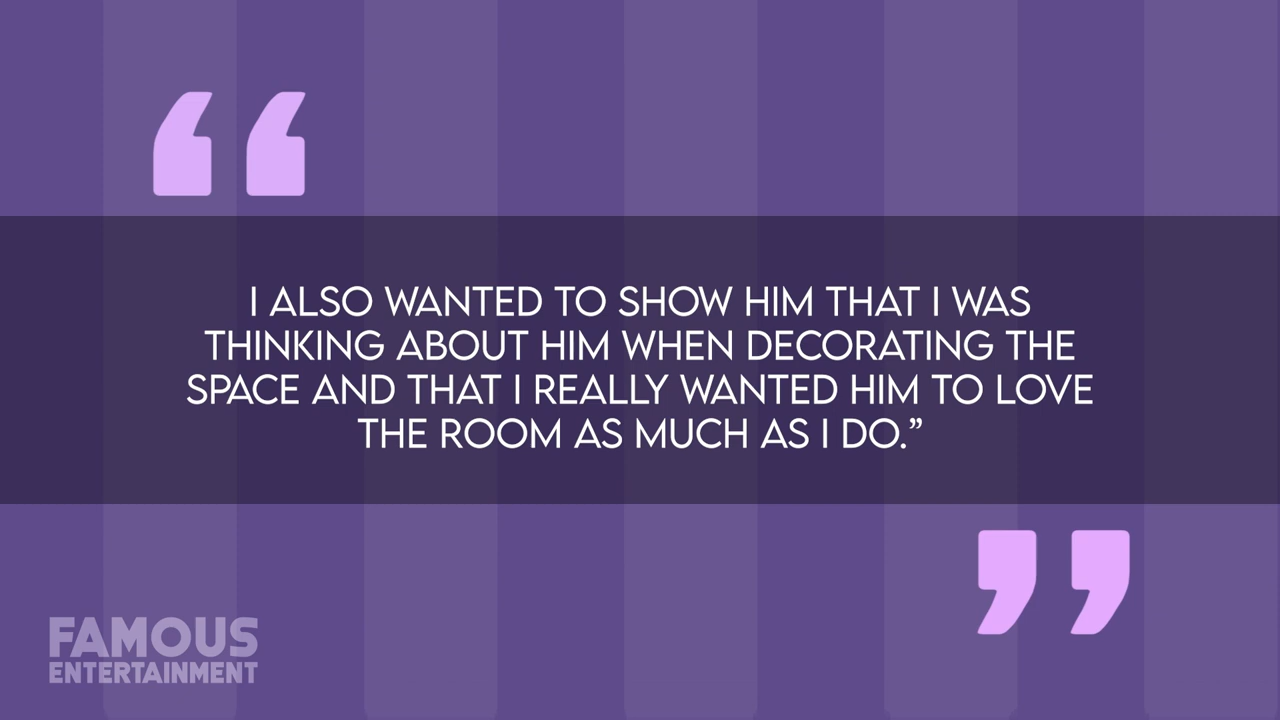 I ALSO WANTED TO SHOW HIM THAT I WAS
THINKING ABOUT HIM WHEN DECORATING THE
SPACE AND THAT I REALLY WANTED HIM TO LOVE
THE ROOM AS MUCH AS I DO.”
FAMOUS
ENTERTAINMENT